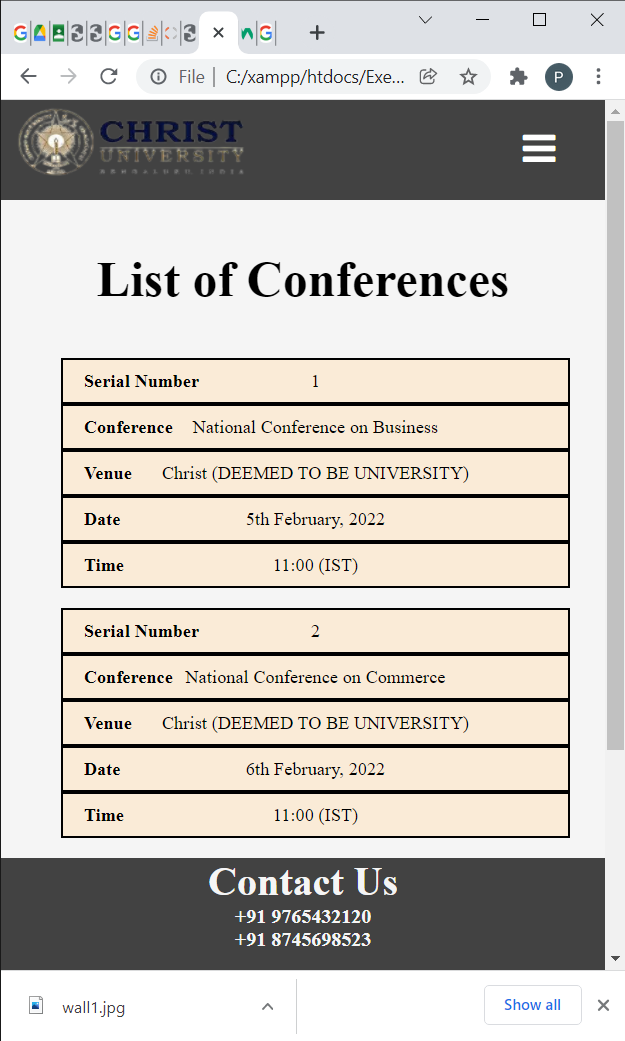 File | C:/xampp/htdocs/Exe...
P
CHRIST
UNIVERSITY
BENGALURU INDIA
List of Conferences
Serial Number 1
Conference National Conference on Business
Venue Christ (DEEMED TO BE UNIVERSITY)
Date 5th February, 2022
Time 11:00 (IST)
Serial Number 2
Conference National Conference on Commerce
Venue Christ (DEEMED TO BE UNIVERSITY)
Date 6th February, 2022
Time 11:00 (IST)
Contact Us
+91 9765432120
+91 8745698523
wall1.jpg
Show all